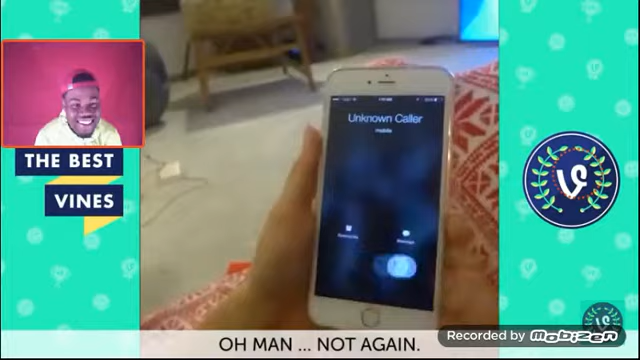 Unknown Caller
mobile
THE BEST
VINES
OH MAN ... NOT AGAIN.
Recorded by MOBIZEN